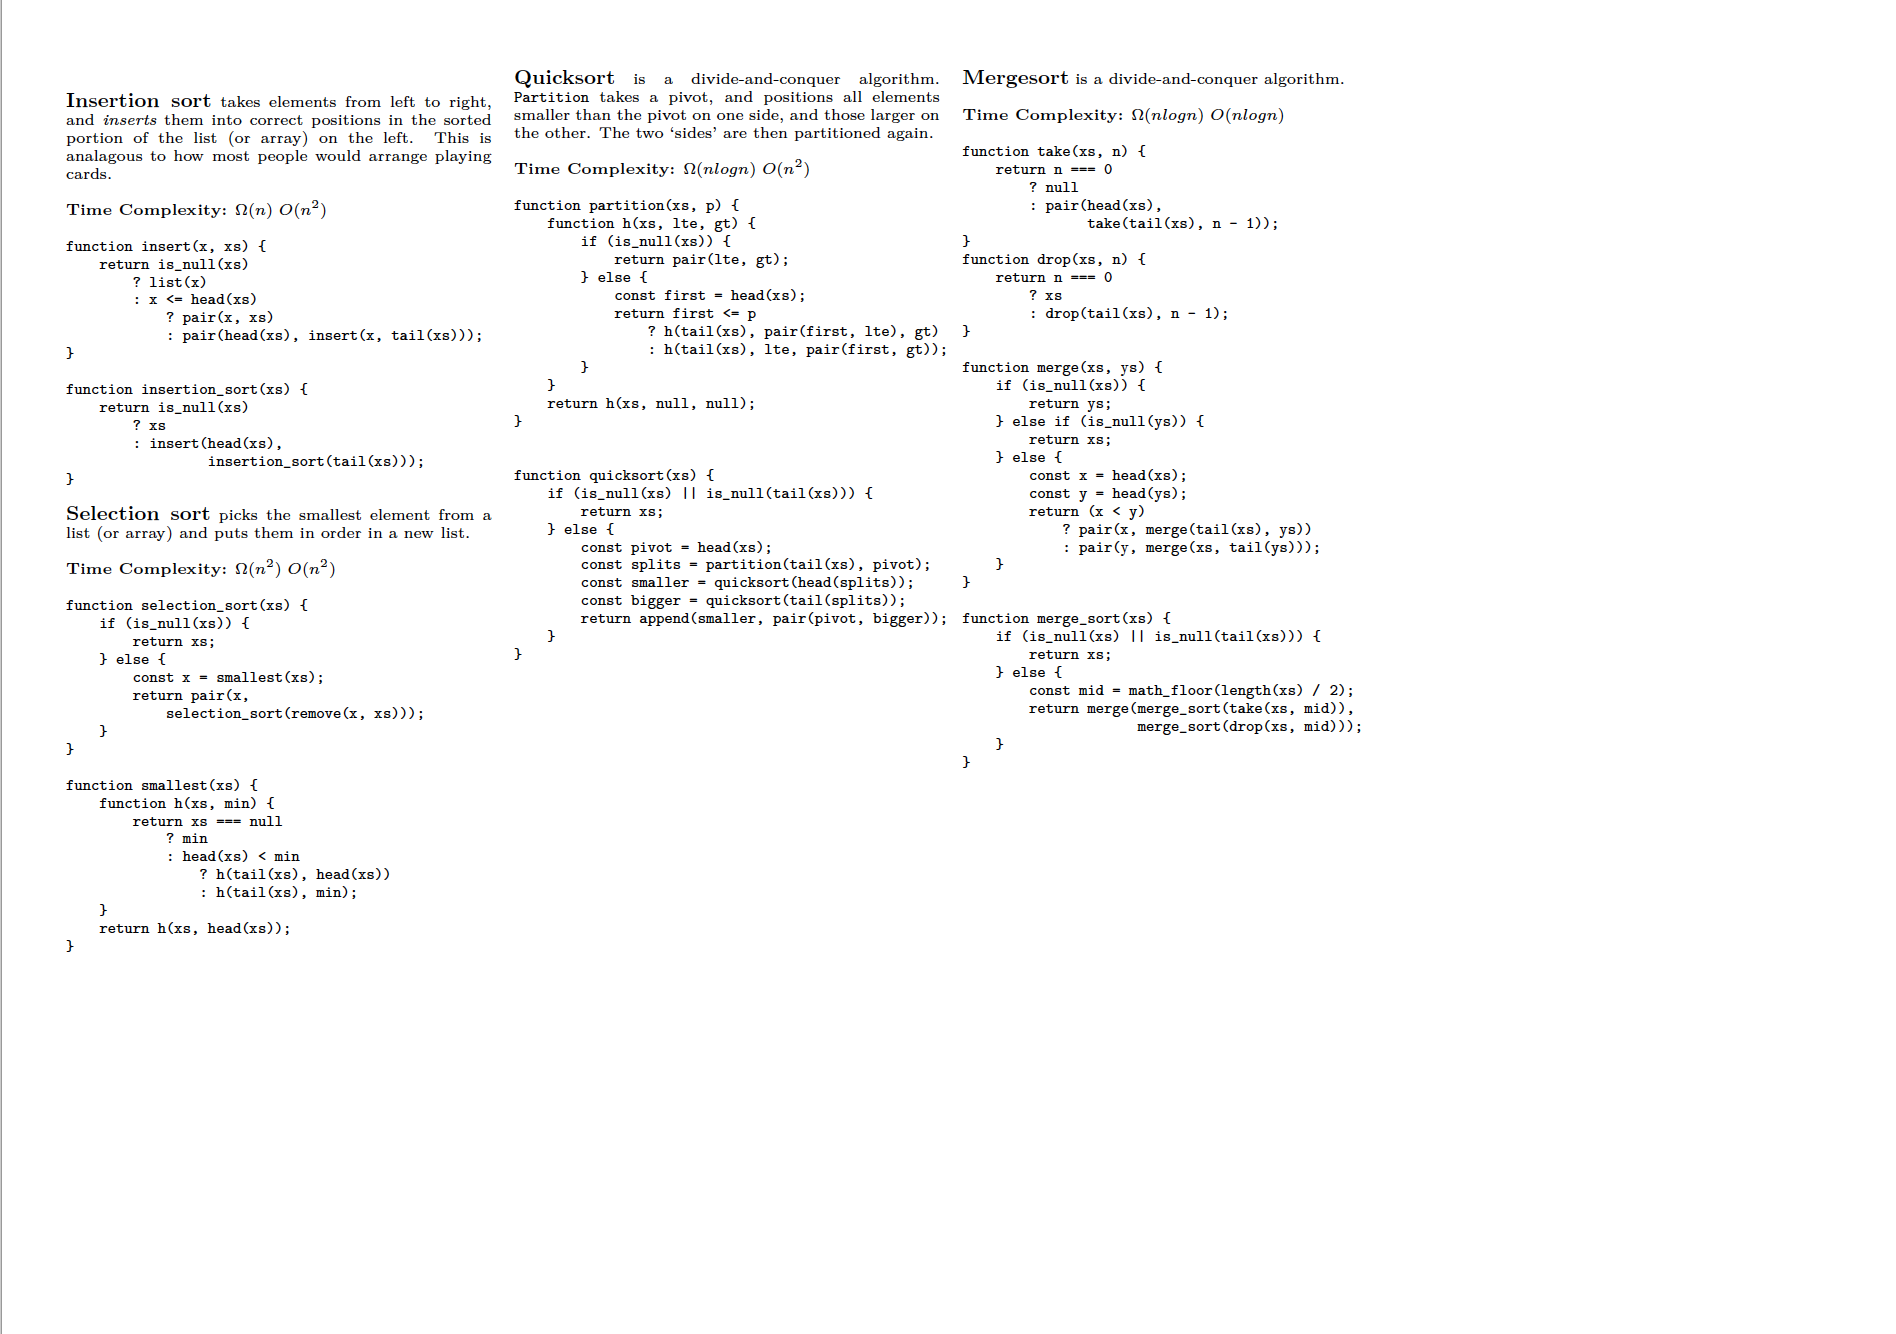 Insertion sort takes elements from left to right,
and inserts them into correct positions in the sorted
portion of the list (or array) on the left. This is
analagous to how most people would arrange playing
cards.
Time Complexity: Ω(n) O(n²)
function insert(x, xs) {
    return is_null(xs)
        ? list(x)
        : x <= head(xs)
            ? pair(x, xs)
            : pair(head(xs), insert(x, tail(xs)));
}
function insertion_sort(xs) {
    return is_null(xs)
        ? xs
        : insert(head(xs),
                 insertion_sort(tail(xs)));
}
Selection sort picks the smallest element from a
list (or array) and puts them in order in a new list.
Time Complexity: Ω(n²) O(n²)
function selection_sort(xs) {
    if (is_null(xs)) {
        return xs;
    } else {
        const x = smallest(xs);
        return pair(x,
            selection_sort(remove(x, xs)));
    }
}
function smallest(xs) {
    function h(xs, min) {
        return xs === null
            ? min
            : head(xs) < min
                ? h(tail(xs), head(xs))
                : h(tail(xs), min);
    }
    return h(xs, head(xs));
}
Quicksort is a divide-and-conquer algorithm.
Partition takes a pivot, and positions all elements
smaller than the pivot on one side, and those larger on
the other. The two ‘sides’ are then partitioned again.
Time Complexity: Ω(nlogn) O(n²)
function partition(xs, p) {
    function h(xs, lte, gt) {
        if (is_null(xs)) {
            return pair(lte, gt);
        } else {
            const first = head(xs);
            return first <= p
                ? h(tail(xs), pair(first, lte), gt)
                : h(tail(xs), lte, pair(first, gt));
        }
    }
    return h(xs, null, null);
}
function quicksort(xs) {
    if (is_null(xs) || is_null(tail(xs))) {
        return xs;
    } else {
        const pivot = head(xs);
        const splits = partition(tail(xs), pivot);
        const smaller = quicksort(head(splits));
        const bigger = quicksort(tail(splits));
        return append(smaller, pair(pivot, bigger));
    }
}
Mergesort is a divide-and-conquer algorithm.
Time Complexity: Ω(nlogn) O(nlogn)
function take(xs, n) {
    return n === 0
        ? null
        : pair(head(xs),
               take(tail(xs), n - 1));
}
function drop(xs, n) {
    return n === 0
        ? xs
        : drop(tail(xs), n - 1);
}
function merge(xs, ys) {
    if (is_null(xs)) {
        return ys;
    } else if (is_null(ys)) {
        return xs;
    } else {
        const x = head(xs);
        const y = head(ys);
        return (x < y)
            ? pair(x, merge(tail(xs), ys))
            : pair(y, merge(xs, tail(ys)));
    }
}
function merge_sort(xs) {
    if (is_null(xs) || is_null(tail(xs))) {
        return xs;
    } else {
        const mid = math_floor(length(xs) / 2);
        return merge(merge_sort(take(xs, mid)),
                     merge_sort(drop(xs, mid)));
    }
}